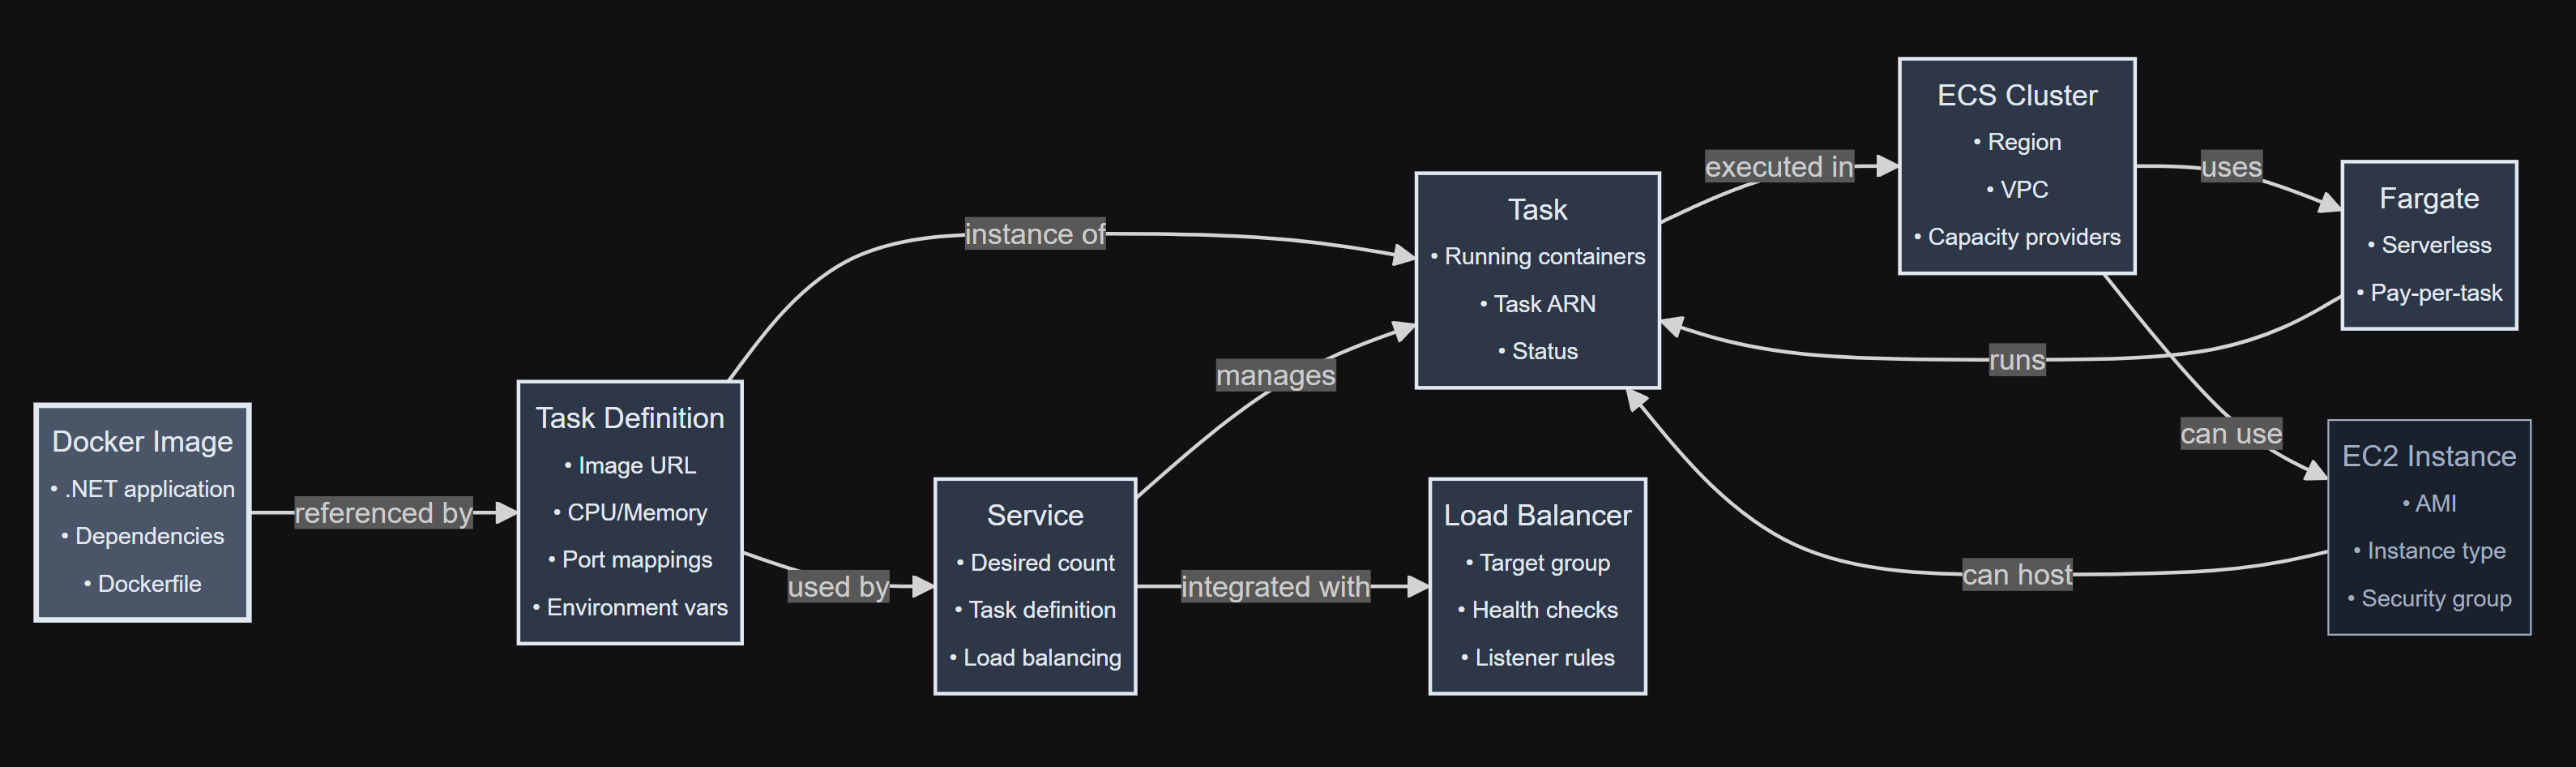 Docker Image
• .NET application
• Dependencies
• Dockerfile
referenced by
Task Definition
• Image URL
• CPU/Memory
• Port mappings
• Environment vars
instance of
used by
Service
• Desired count
• Task definition
• Load balancing
manages
integrated with
Task
• Running containers
• Task ARN
• Status
Load Balancer
• Target group
• Health checks
• Listener rules
executed in
ECS Cluster
• Region
• VPC
• Capacity providers
uses
runs
can use
can host
Fargate
• Serverless
• Pay-per-task
EC2 Instance
• AMI
• Instance type
• Security group